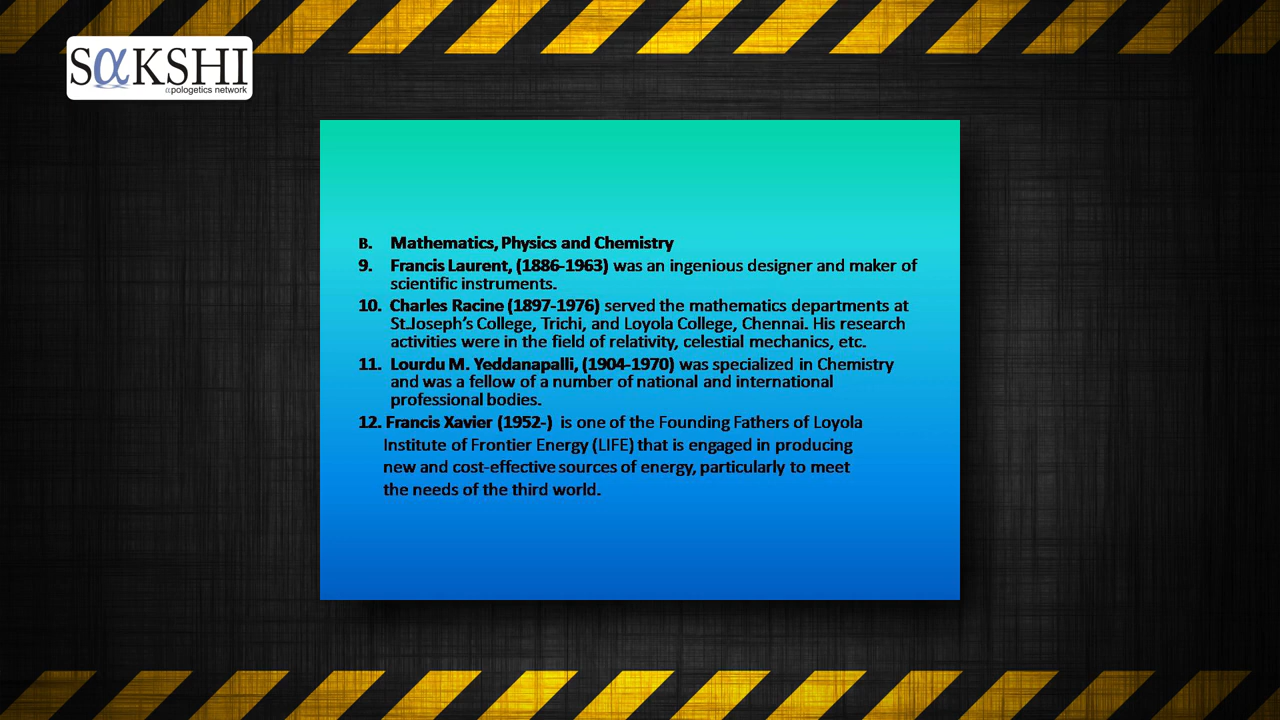 SαKSHI
αpologetics network
B. Mathematics, Physics and Chemistry
9. Francis Laurent, (1886-1963) was an ingenious designer and maker of
scientific instruments.
10. Charles Racine (1897-1976) served the mathematics departments at
St.Joseph's College, Trichi, and Loyola College, Chennai. His research
activities were in the field of relativity, celestial mechanics, etc.
11. Lourdu M. Yeddanapalli, (1904-1970) was specialized in Chemistry
and was a fellow of a number of national and international
professional bodies.
12. Francis Xavier (1952-) is one of the Founding Fathers of Loyola
Institute of Frontier Energy (LIFE) that is engaged in producing
new and cost-effective sources of energy, particularly to meet
the needs of the third world.